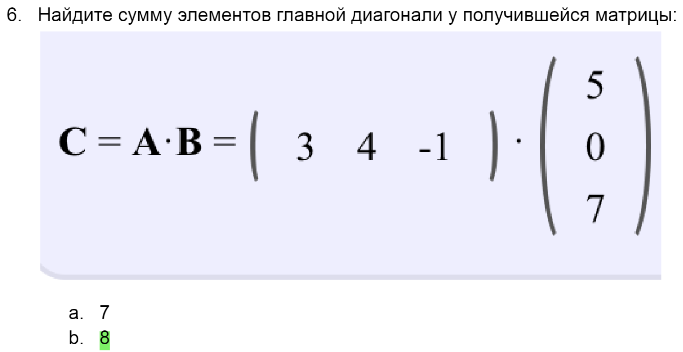 6. Найдите сумму элементов главной диагонали у получившейся матрицы:
C = A·B = ( 3 4 -1 ) · ( 5
0
7 )
a. 7
b. 8